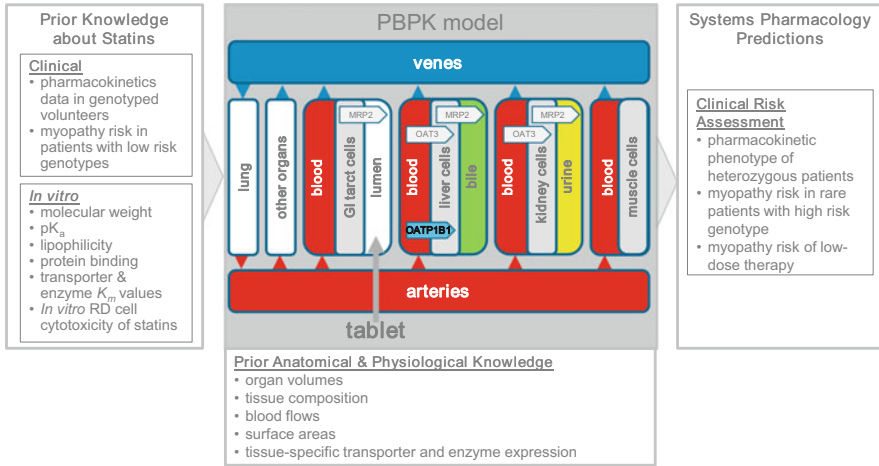 Prior Knowledge
about Statins
Clinical
• pharmacokinetics
data in genotyped
volunteers
• myopathy risk in
patients with low risk
genotypes
In vitro
• molecular weight
• pKa
• lipophilicity
• protein binding
• transporter &
enzyme Km values
• In vitro RD cell
cytotoxicity of statins
PBPK model
venes
lung
other organs
blood
GI tarct cells
lumen
MRP2
blood
liver cells
bile
MRP2
OAT3
OATP1B1
blood
kidney cells
urine
MRP2
OAT3
blood
muscle cells
arteries
tablet
Prior Anatomical & Physiological Knowledge
• organ volumes
• tissue composition
• blood flows
• surface areas
• tissue-specific transporter and enzyme expression
Systems Pharmacology
Predictions
Clinical Risk
Assessment
• pharmacokinetic
phenotype of
heterozygous patients
• myopathy risk in rare
patients with high risk
genotype
• myopathy risk of low-
dose therapy